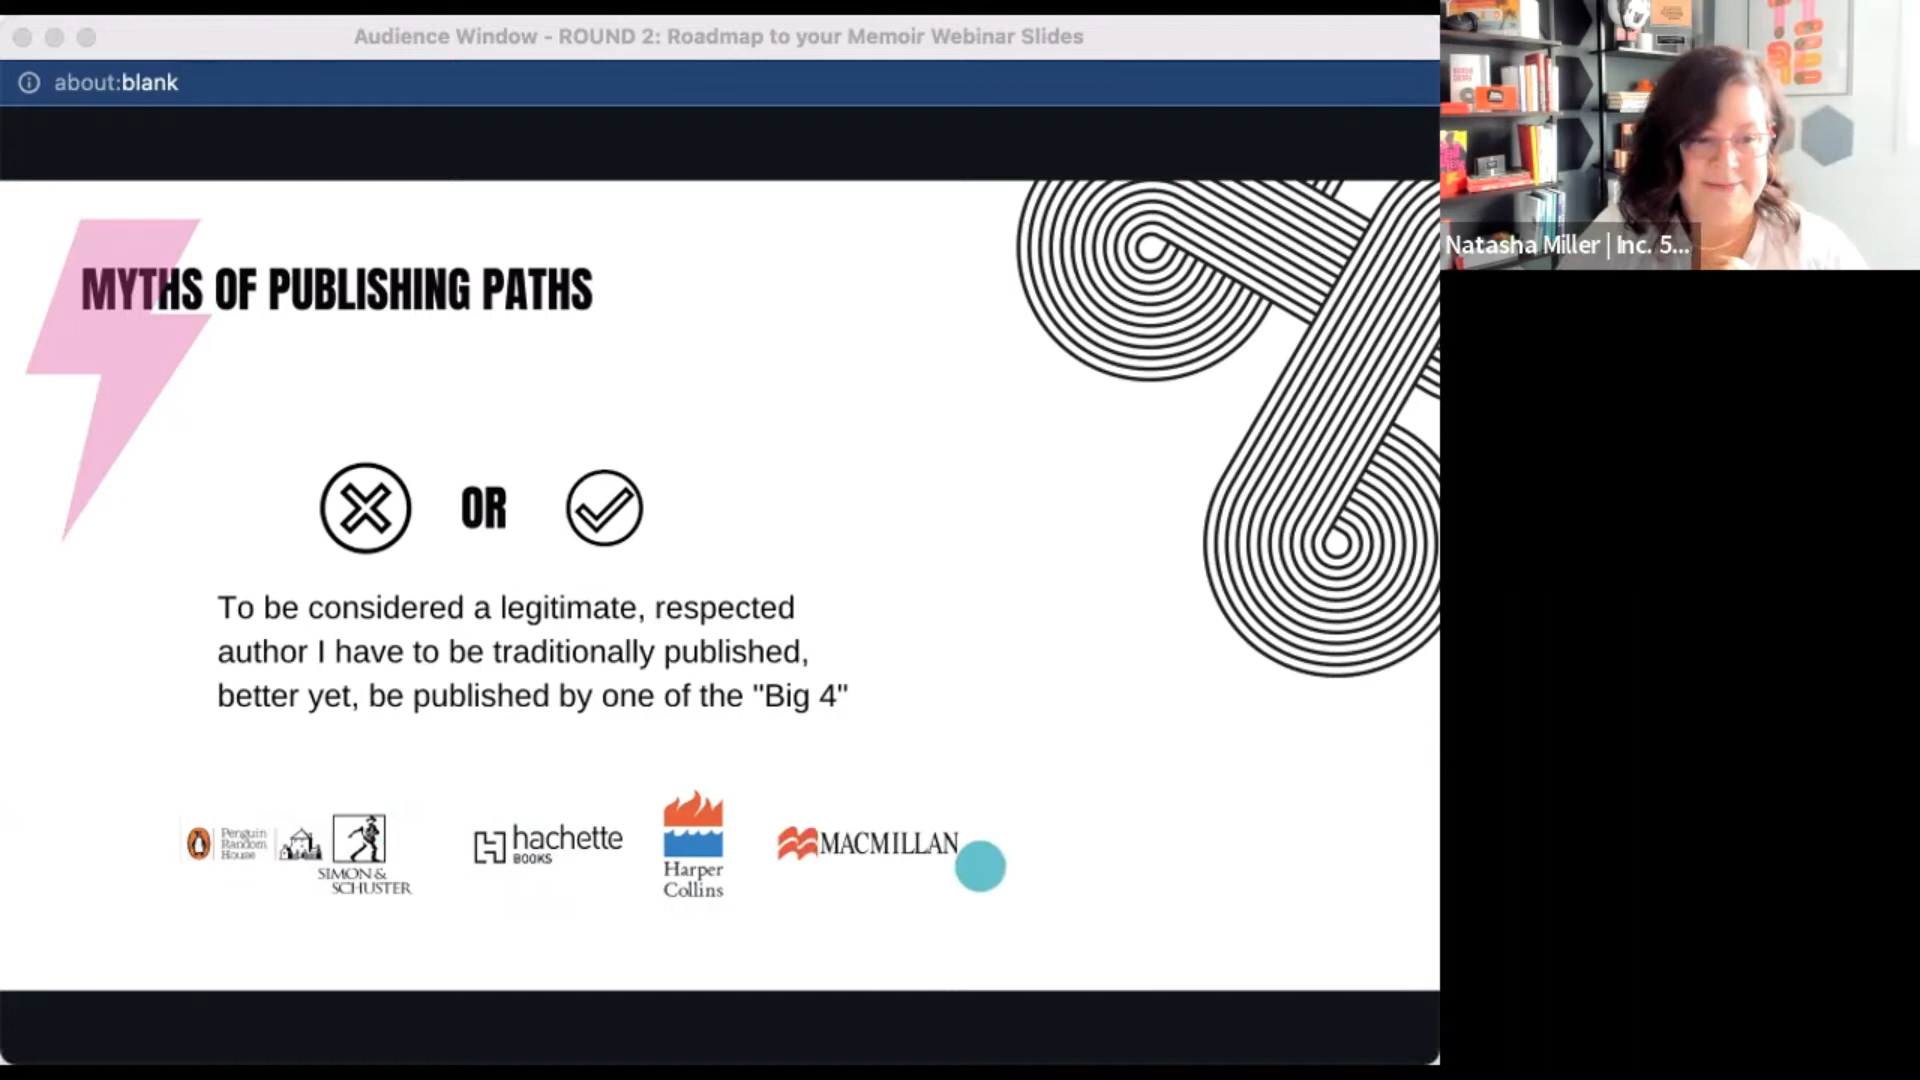 Audience Window - ROUND 2: Roadmap to your Memoir Webinar Slides
about:blank
MYTHS OF PUBLISHING PATHS
OR
To be considered a legitimate, respected
author I have to be traditionally published,
better yet, be published by one of the "Big 4"
Penguin
Random
House
SIMON &
SCHUSTER
hachette
BOOKS
Harper
Collins
MACMILLAN
Natasha Miller | Inc. 5...